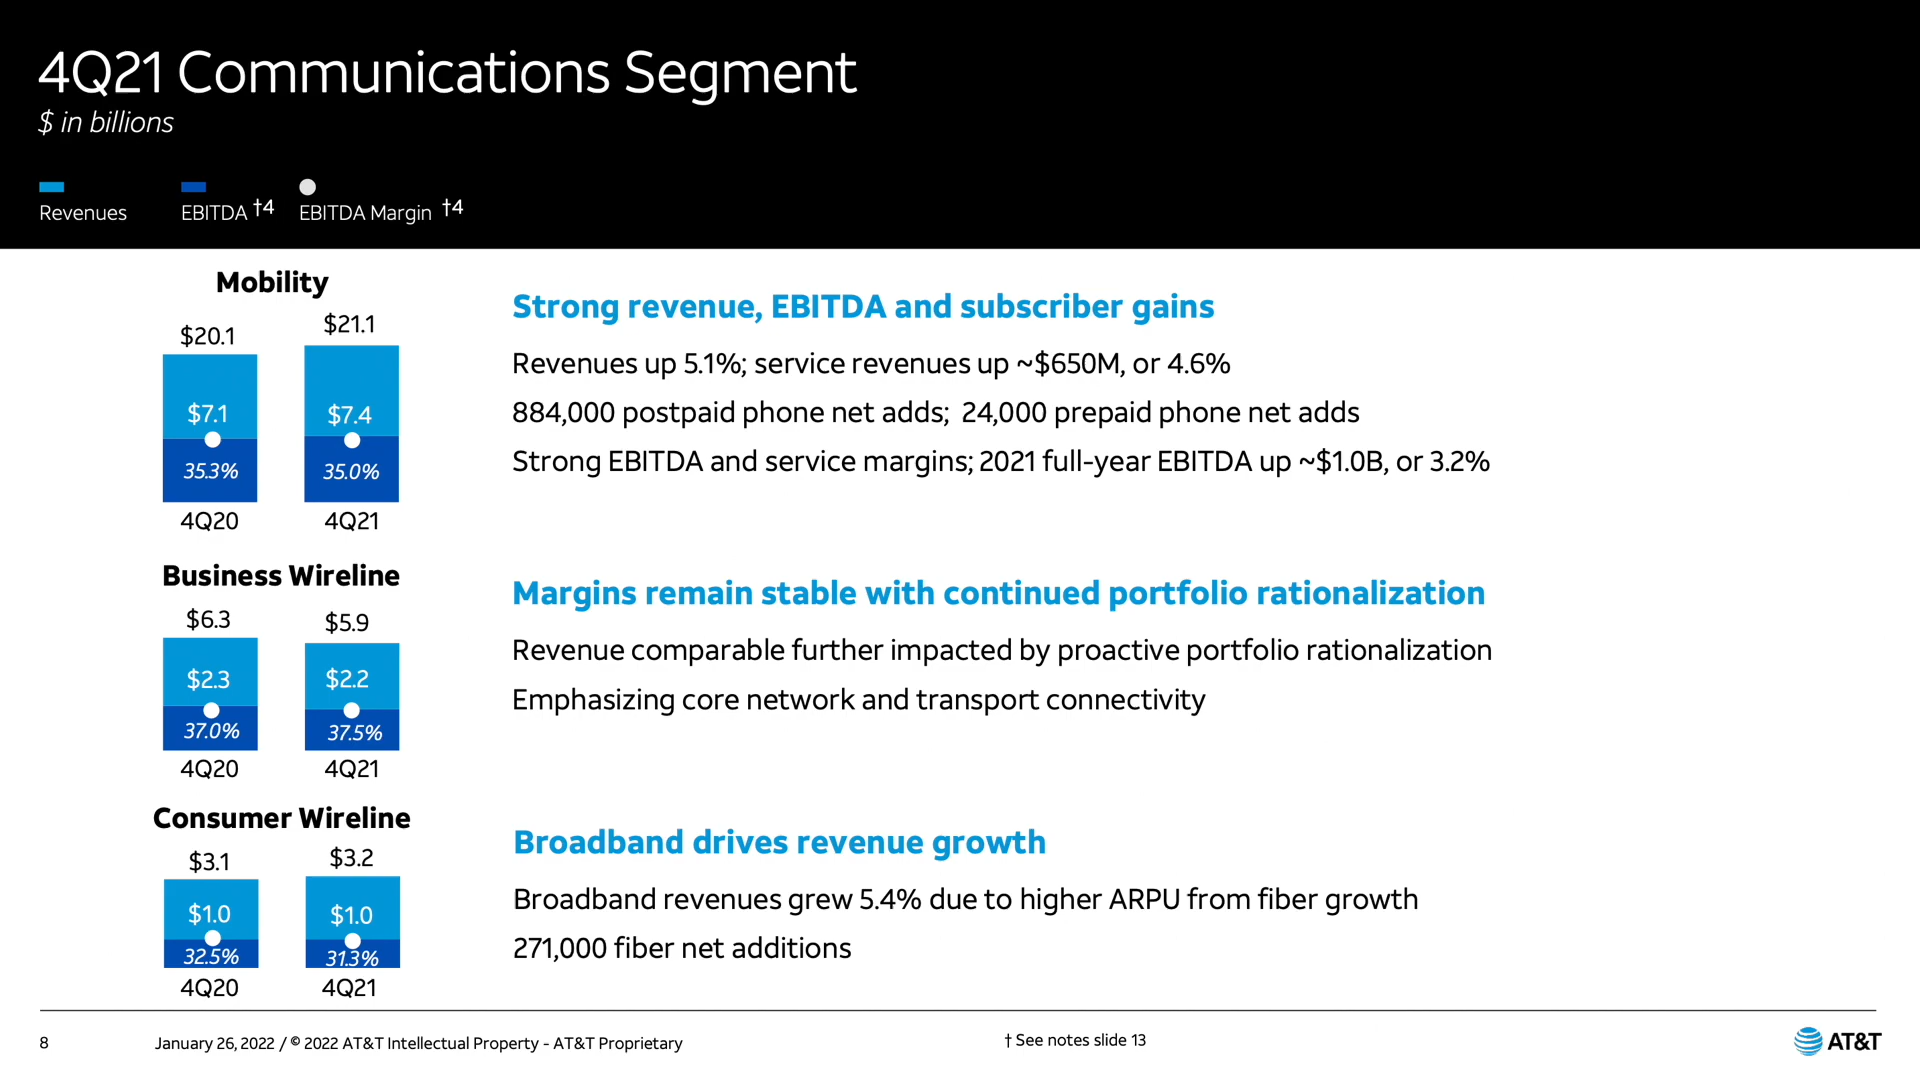 4Q21 Communications Segment
$ in billions
Revenues
EBITDA †4
EBITDA Margin †4
Mobility
$20.1
$21.1
$7.1
$7.4
35.3%
35.0%
4Q20
4Q21
Strong revenue, EBITDA and subscriber gains
Revenues up 5.1%; service revenues up ~$650M, or 4.6%
884,000 postpaid phone net adds; 24,000 prepaid phone net adds
Strong EBITDA and service margins; 2021 full-year EBITDA up ~$1.0B, or 3.2%
Business Wireline
$6.3
$5.9
$2.3
$2.2
37.0%
37.5%
4Q20
4Q21
Margins remain stable with continued portfolio rationalization
Revenue comparable further impacted by proactive portfolio rationalization
Emphasizing core network and transport connectivity
Consumer Wireline
$3.1
$3.2
$1.0
$1.0
32.5%
31.3%
4Q20
4Q21
Broadband drives revenue growth
Broadband revenues grew 5.4% due to higher ARPU from fiber growth
271,000 fiber net additions
8
January 26, 2022 / © 2022 AT&T Intellectual Property - AT&T Proprietary
† See notes slide 13
AT&T